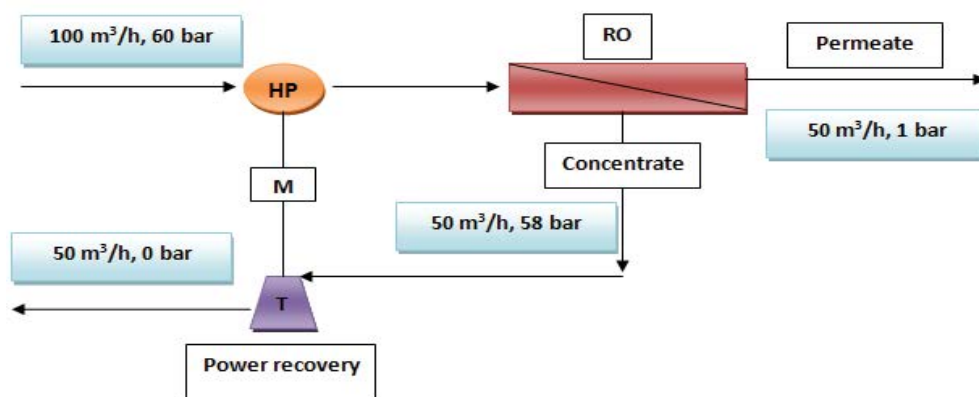 100 m³/h, 60 bar
RO
Permeate
HP
50 m³/h, 1 bar
Concentrate
M
50 m³/h, 58 bar
50 m³/h, 0 bar
T
Power recovery